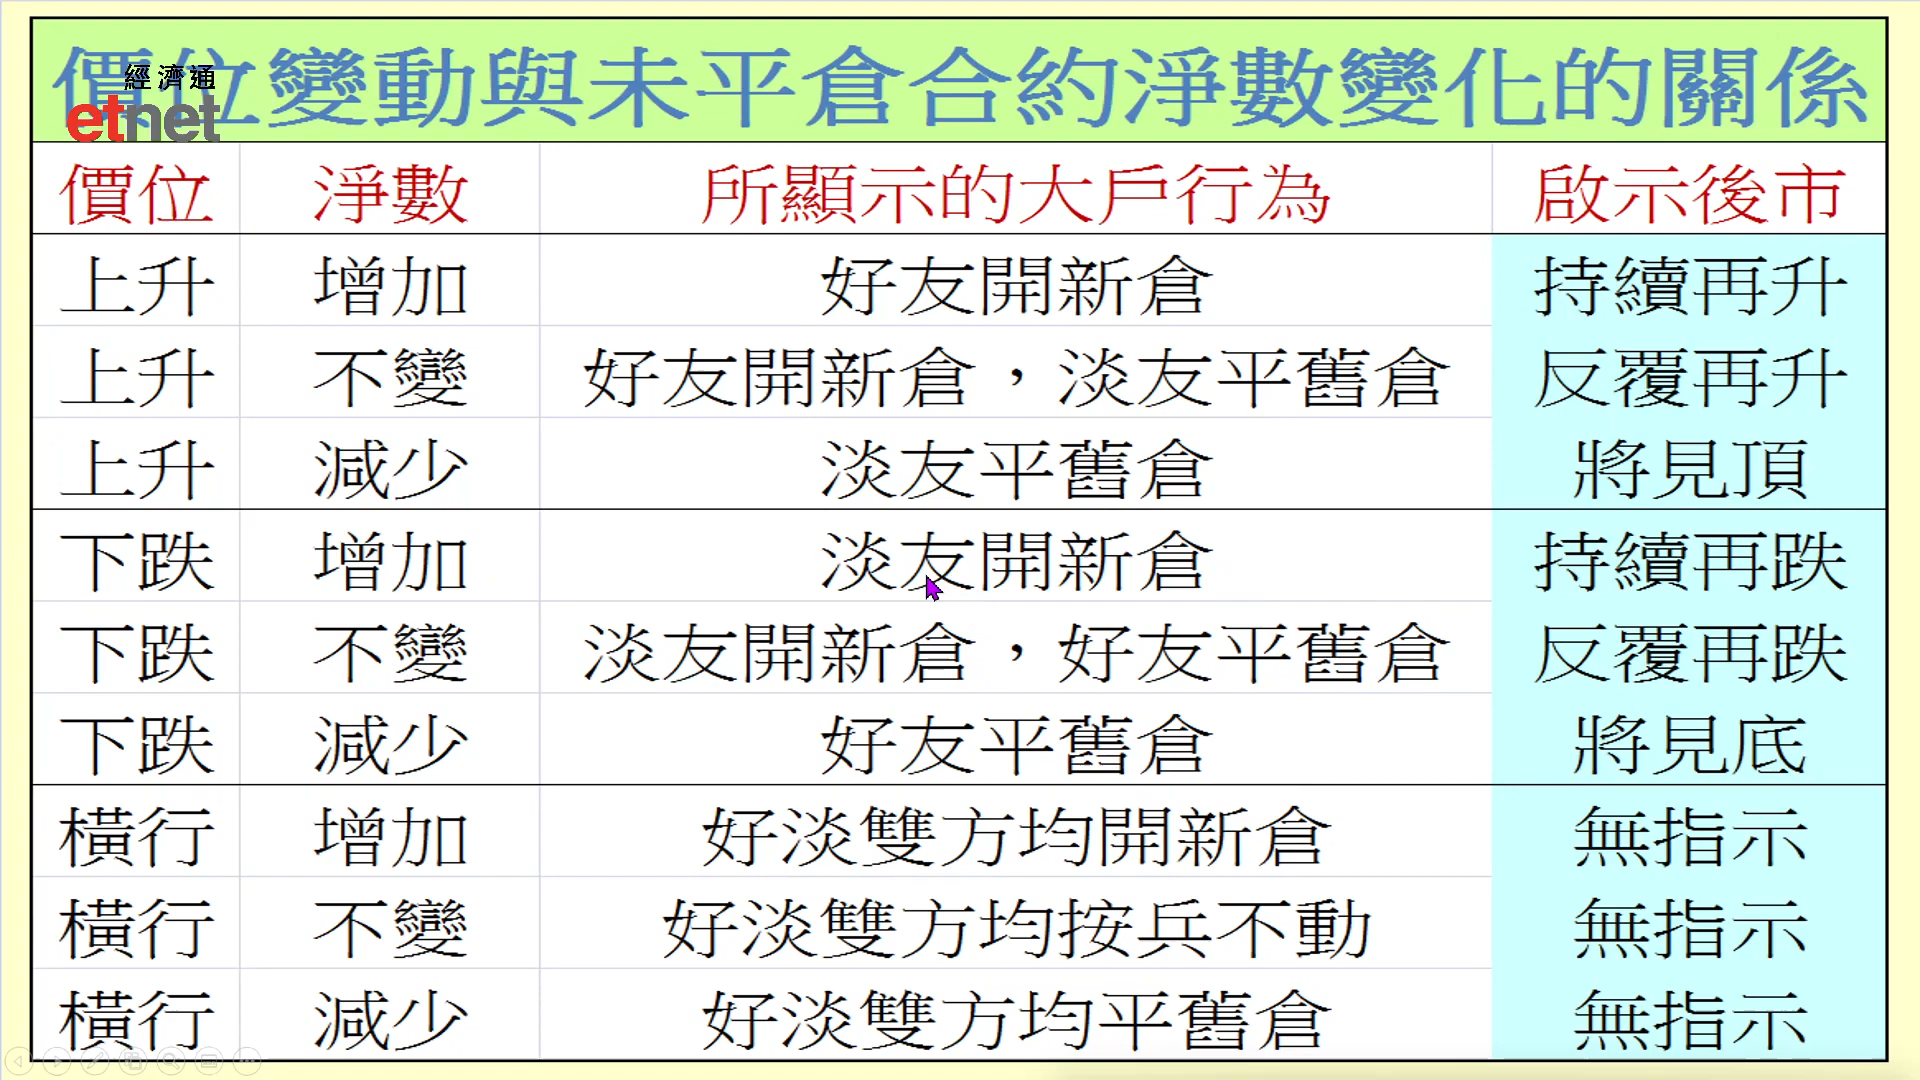 價位變動與未平倉合約淨數變化的關係
經濟通
etnet
價位 淨數 所顯示的大戶行為 啟示後市
上升 增加 好友開新倉 持續再升
上升 不變 好友開新倉，淡友平舊倉 反覆再升
上升 減少 淡友平舊倉 將見頂
下跌 增加 淡友開新倉 持續再跌
下跌 不變 淡友開新倉，好友平舊倉 反覆再跌
下跌 減少 好友平舊倉 將見底
橫行 增加 好淡雙方均開新倉 無指示
橫行 不變 好淡雙方均按兵不動 無指示
橫行 減少 好淡雙方均平舊倉 無指示